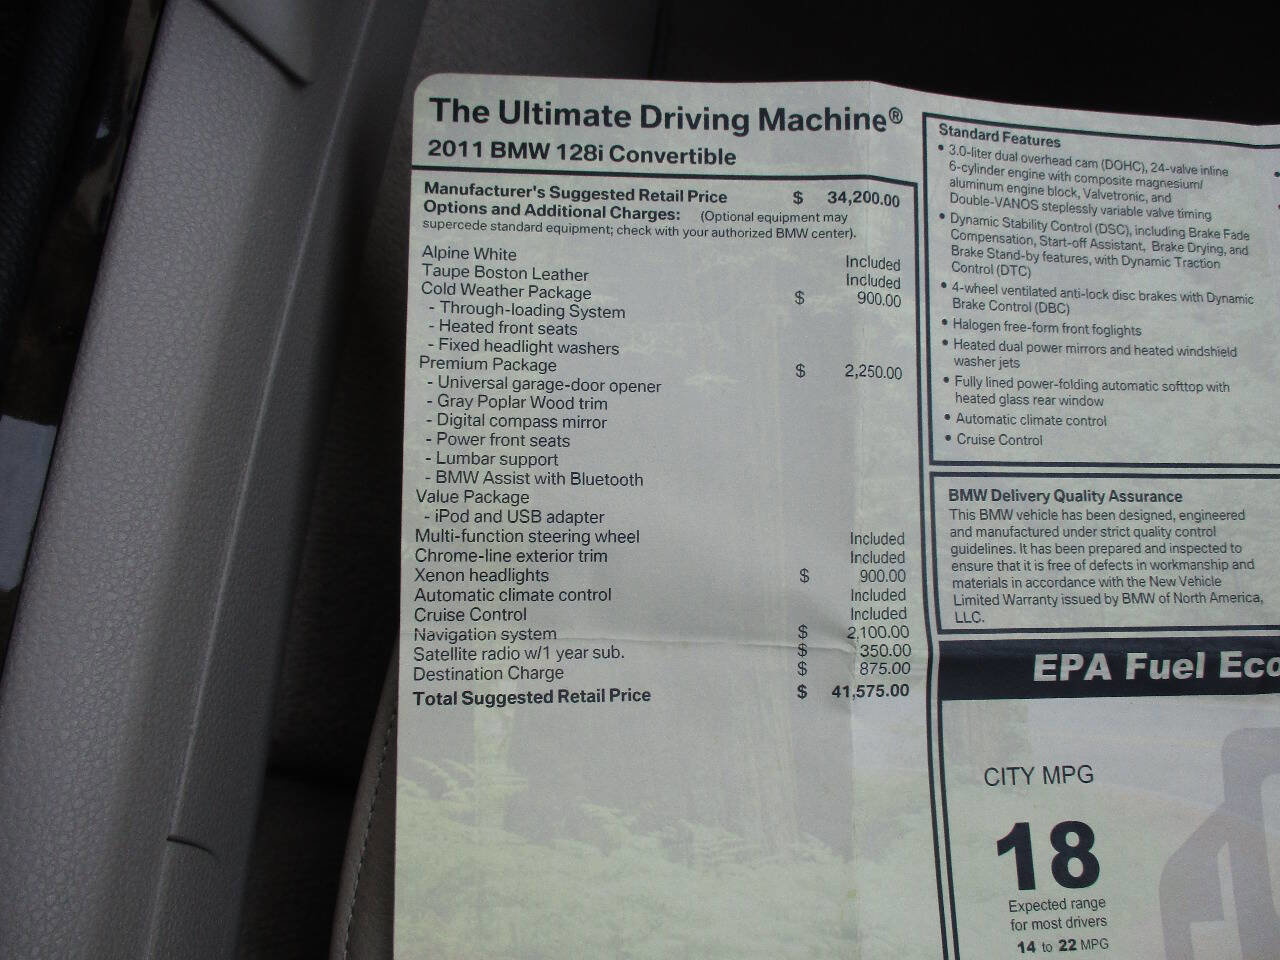 The Ultimate Driving Machine®
2011 BMW 128i Convertible
Manufacturer's Suggested Retail Price $ 34,200.00
Options and Additional Charges: (Optional equipment may
supercede standard equipment; check with your authorized BMW center).
Alpine White Included
Taupe Boston Leather Included
Cold Weather Package $ 900.00
- Through-loading System
- Heated front seats
- Fixed headlight washers
Premium Package $ 2,250.00
- Universal garage-door opener
- Gray Poplar Wood trim
- Digital compass mirror
- Power front seats
- Lumbar support
- BMW Assist with Bluetooth
Value Package
- iPod and USB adapter
Multi-function steering wheel Included
Chrome-line exterior trim Included
Xenon headlights $ 900.00
Automatic climate control Included
Cruise Control Included
Navigation system $ 2,100.00
Satellite radio w/1 year sub. $ 350.00
Destination Charge $ 875.00
Total Suggested Retail Price $ 41,575.00
Standard Features
• 3.0-liter dual overhead cam (DOHC), 24-valve inline
6-cylinder engine with composite magnesium/
aluminum engine block, Valvetronic, and
Double-VANOS steplessly variable valve timing
• Dynamic Stability Control (DSC), including Brake Fade
Compensation, Start-off Assistant, Brake Drying, and
Brake Stand-by features, with Dynamic Traction
Control (DTC)
• 4-wheel ventilated anti-lock disc brakes with Dynamic
Brake Control (DBC)
• Halogen free-form front foglights
• Heated dual power mirrors and heated windshield
washer jets
• Fully lined power-folding automatic softtop with
heated glass rear window
• Automatic climate control
• Cruise Control
BMW Delivery Quality Assurance
This BMW vehicle has been designed, engineered
and manufactured under strict quality control
guidelines. It has been prepared and inspected to
ensure that it is free of defects in workmanship and
materials in accordance with the New Vehicle
Limited Warranty issued by BMW of North America,
LLC.
EPA Fuel Eco
CITY MPG
18
Expected range
for most drivers
14 to 22 MPG